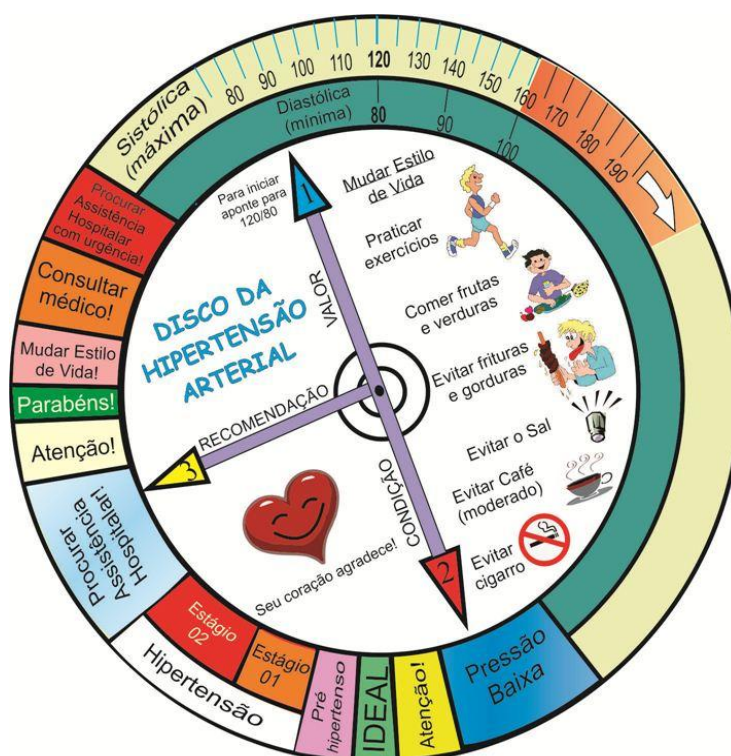 Sistólica
(máxima)
80 90 100 110 120 130 140 150 160 170 180 190
Diastólica
(mínima)
80 90 100
Para iniciar
aponte para
120/80
1
VALOR
DISCO DA
HIPERTENSÃO
ARTERIAL
RECOMENDAÇÃO
3
CONDIÇÃO
2
Seu coração agradece!
Mudar Estilo
de Vida
Praticar
exercícios
Comer frutas
e verduras
Evitar frituras
e gorduras
Evitar o Sal
Evitar Café
(moderado)
Evitar
cigarro
Procurar
Assistência
Hospitalar
com urgência!
Consultar
médico!
Mudar Estilo
de Vida!
Parabéns!
Atenção!
Procurar
Assistência
Hospitalar!
Estágio
02
Estágio
01
Hipertensão
Pré
hipertenso
IDEAL
Atenção!
Pressão
Baixa